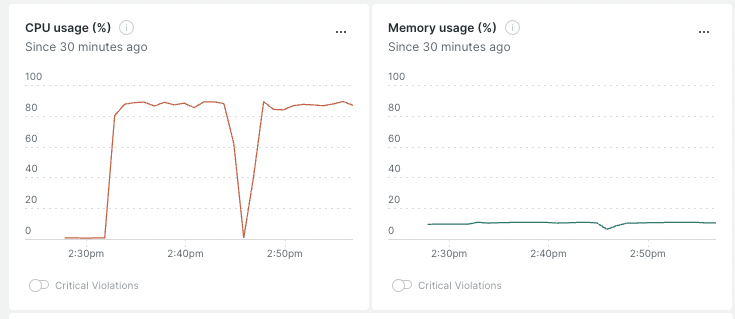 CPU usage (%)
...
Since 30 minutes ago
100
80
60
40
20
0
2:30pm 2:40pm 2:50pm
Critical Violations
Memory usage (%)
...
Since 30 minutes ago
100
80
60
40
20
0
2:30pm 2:40pm 2:50pm
Critical Violations